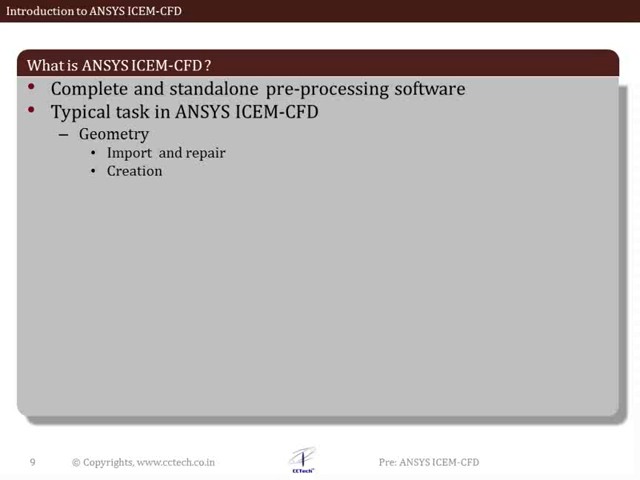 Introduction to ANSYS ICEM-CFD
What is ANSYS ICEM-CFD ?
• Complete and standalone pre-processing software
• Typical task in ANSYS ICEM-CFD
– Geometry
• Import and repair
• Creation
9 © Copyrights, www.cctech.co.in CCTech™ Pre: ANSYS ICEM-CFD